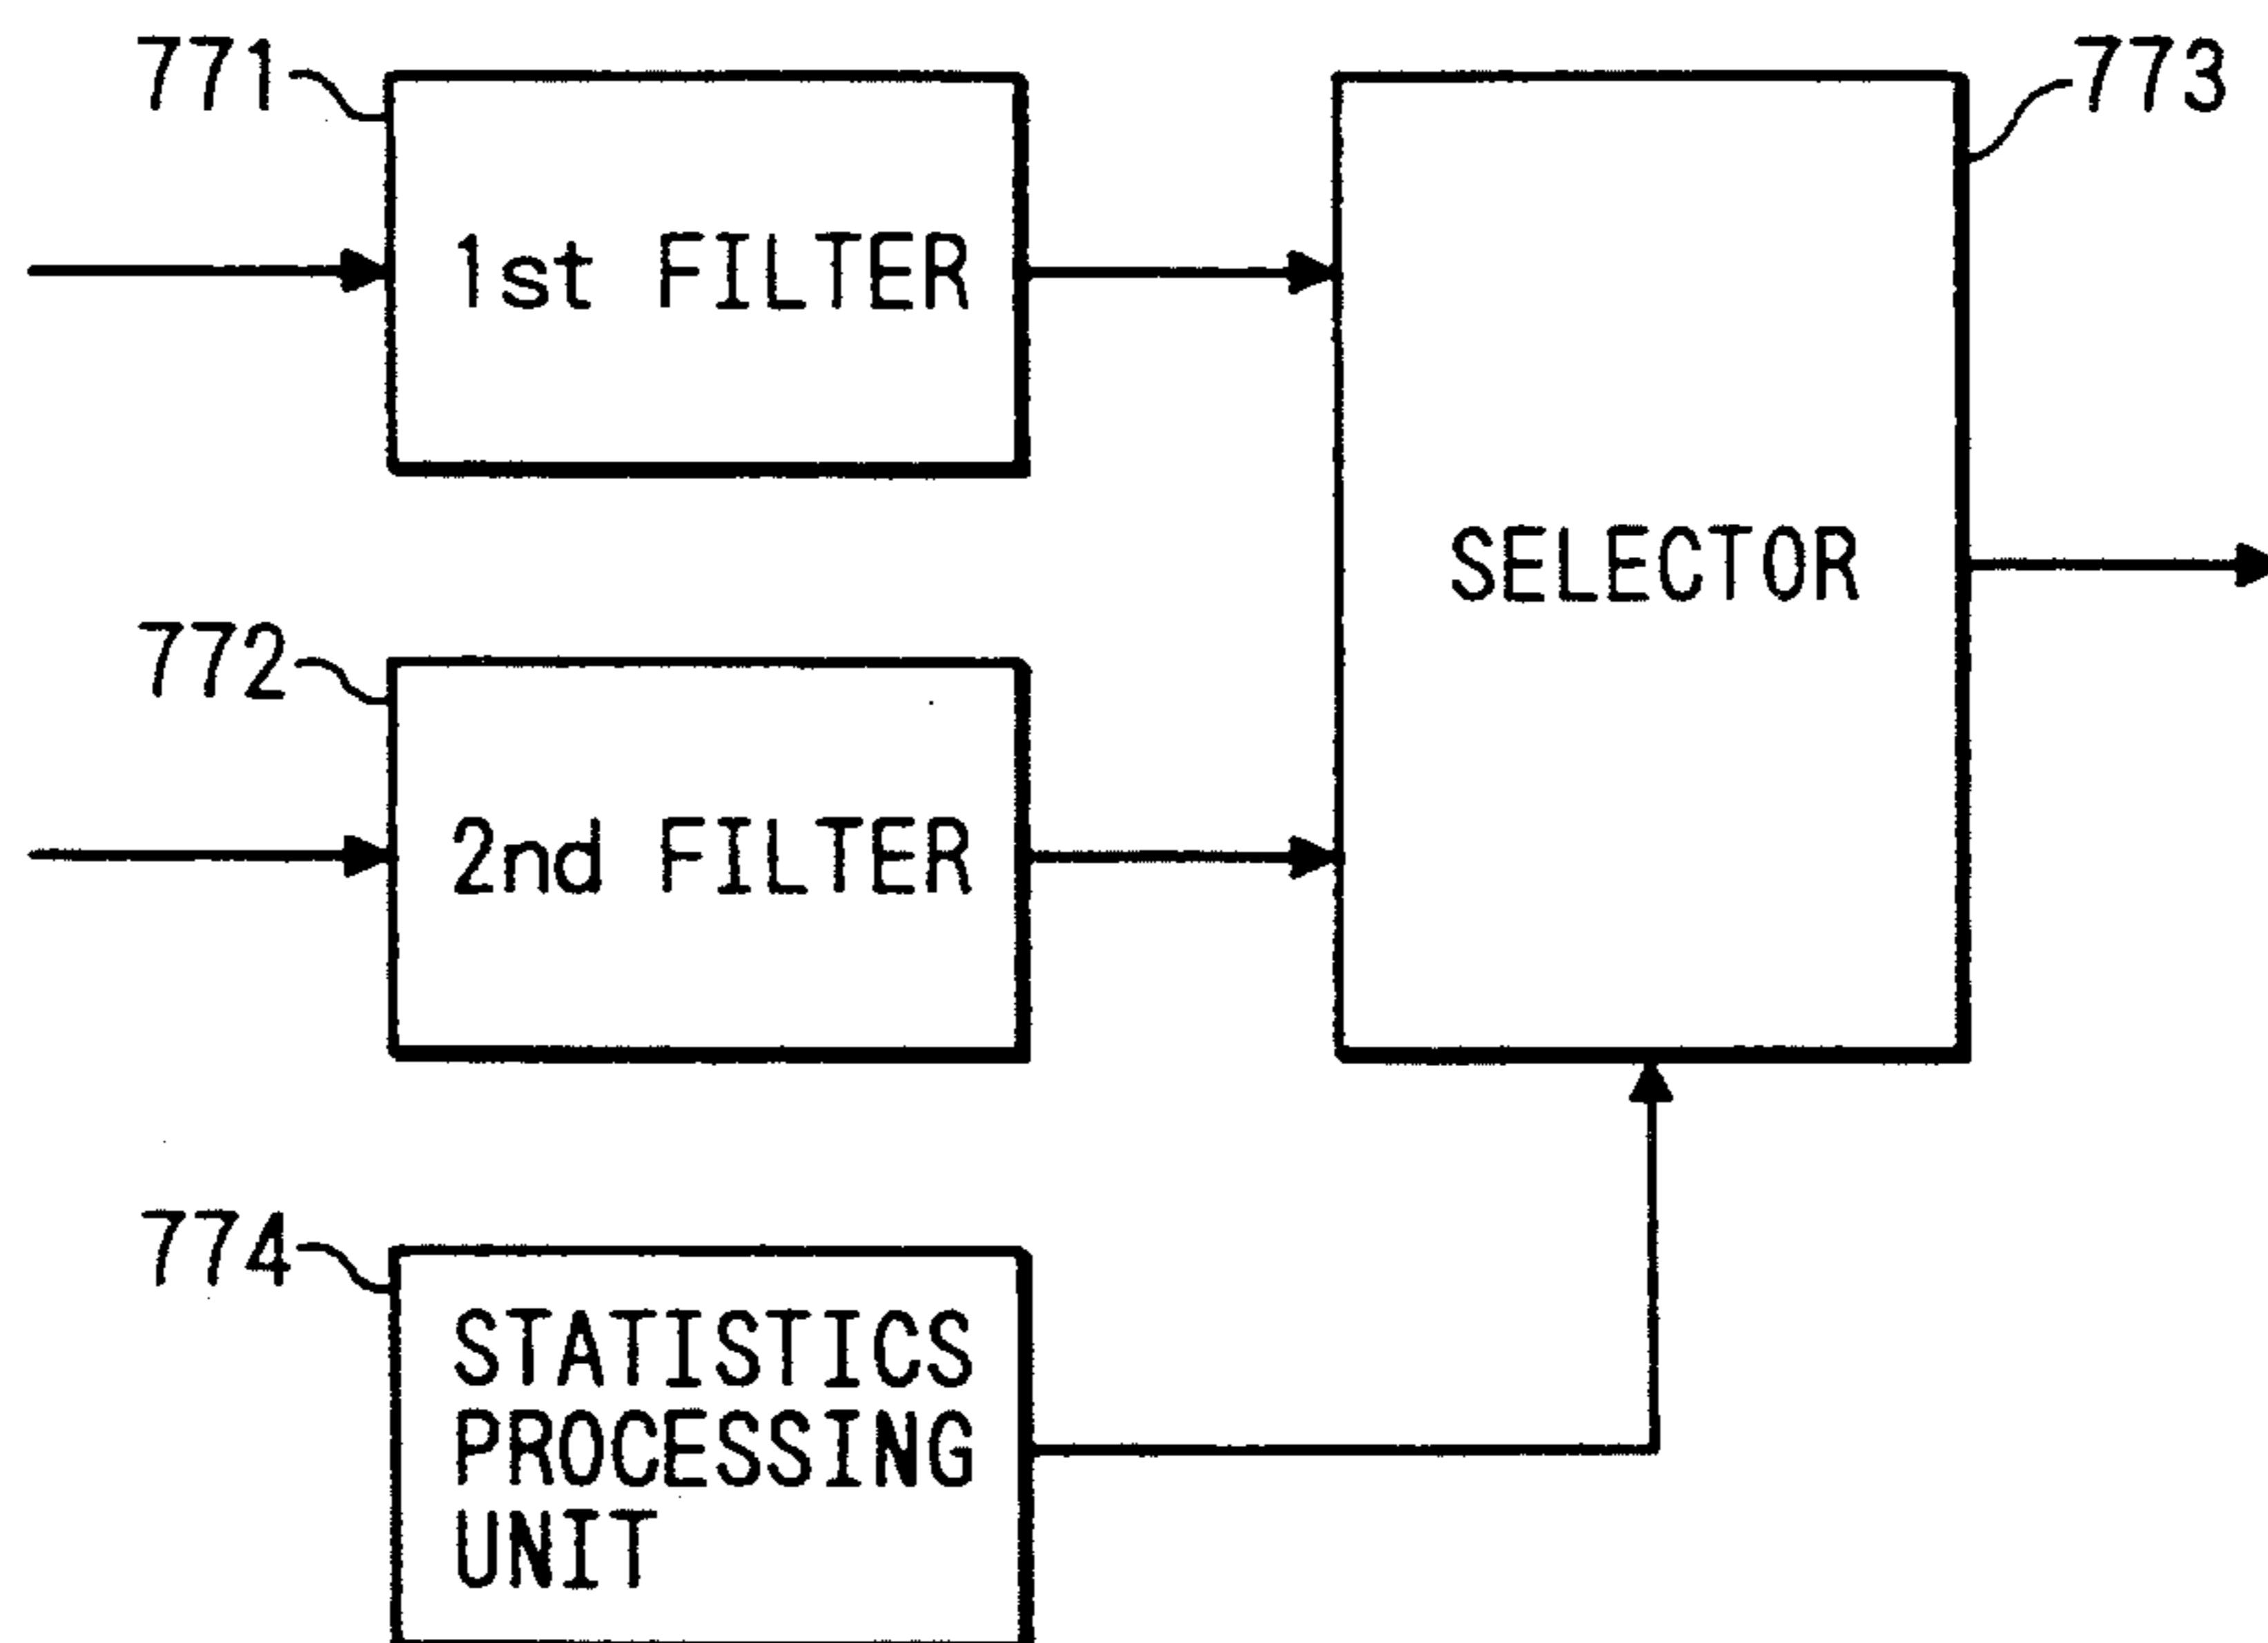 771
773
1st FILTER
SELECTOR
772
2nd FILTER
774
STATISTICS
PROCESSING
UNIT